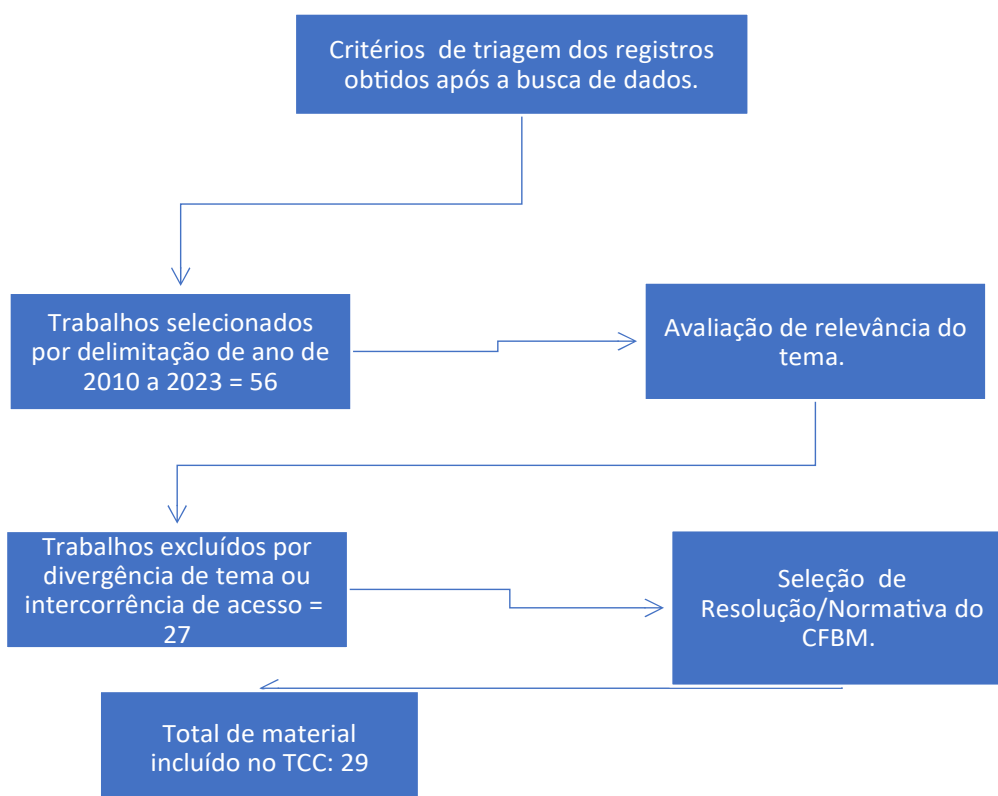 Critérios de triagem dos registros
obtidos após a busca de dados.
Trabalhos selecionados
por delimitação de ano de
2010 a 2023 = 56
Avaliação de relevância do
tema.
Trabalhos excluídos por
divergência de tema ou
intercorrência de acesso =
27
Seleção de
Resolução/Normativa do
CFBM.
Total de material
incluído no TCC: 29